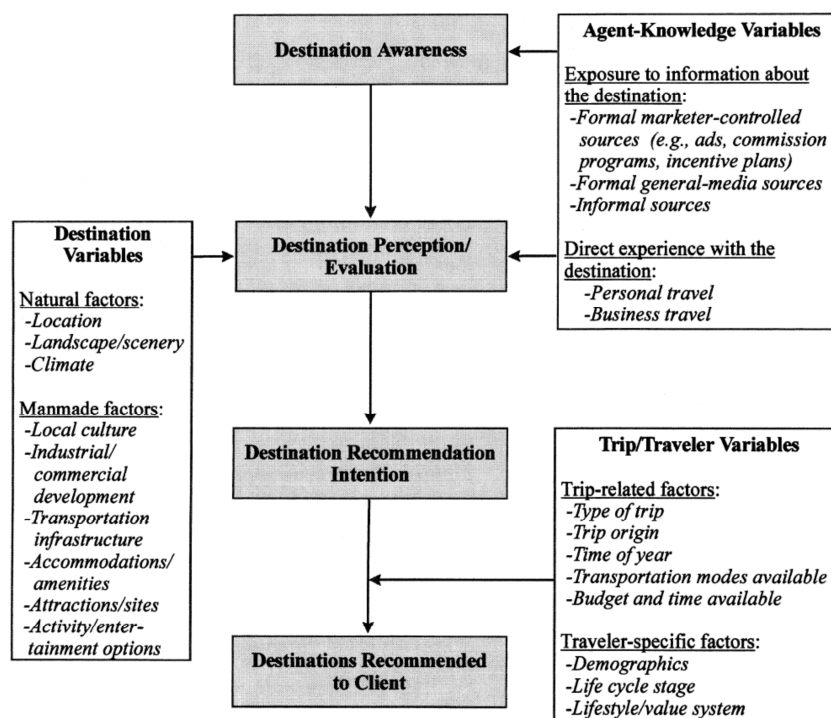 Destination Awareness
Agent-Knowledge Variables
Exposure to information about
the destination:
-Formal marketer-controlled
sources (e.g., ads, commission
programs, incentive plans)
-Formal general-media sources
-Informal sources
Direct experience with the
destination:
-Personal travel
-Business travel
Destination
Variables
Natural factors:
-Location
-Landscape/scenery
-Climate
Manmade factors:
-Local culture
-Industrial/
commercial
development
-Transportation
infrastructure
-Accommodations/
amenities
-Attractions/sites
-Activity/enter-
tainment options
Destination Perception/
Evaluation
Destination Recommendation
Intention
Trip/Traveler Variables
Trip-related factors:
-Type of trip
-Trip origin
-Time of year
-Transportation modes available
-Budget and time available
Traveler-specific factors:
-Demographics
-Life cycle stage
-Lifestyle/value system
Destinations Recommended
to Client